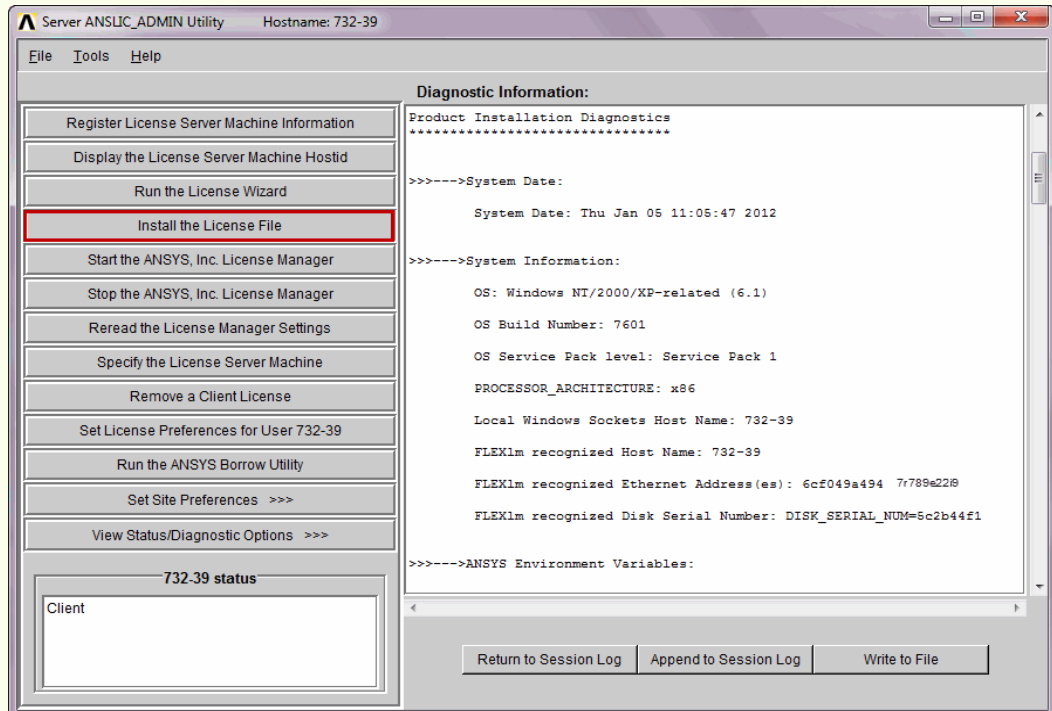 Server ANSLIC_ADMIN Utility Hostname: 732-39
File Tools Help
Register License Server Machine Information
Display the License Server Machine Hostid
Run the License Wizard
Install the License File
Start the ANSYS, Inc. License Manager
Stop the ANSYS, Inc. License Manager
Reread the License Manager Settings
Specify the License Server Machine
Remove a Client License
Set License Preferences for User 732-39
Run the ANSYS Borrow Utility
Set Site Preferences >>>
View Status/Diagnostic Options >>>
732-39 status
Client
Diagnostic Information:
Product Installation Diagnostics
********************************
>>>--->System Date:
System Date: Thu Jan 05 11:05:47 2012
>>>--->System Information:
OS: Windows NT/2000/XP-related (6.1)
OS Build Number: 7601
OS Service Pack level: Service Pack 1
PROCESSOR_ARCHITECTURE: x86
Local Windows Sockets Host Name: 732-39
FLEXlm recognized Host Name: 732-39
FLEXlm recognized Ethernet Address(es): 6cf049a494 7r789e22i9
FLEXlm recognized Disk Serial Number: DISK_SERIAL_NUM=5c2b44f1
>>>--->ANSYS Environment Variables:
Return to Session Log Append to Session Log Write to File